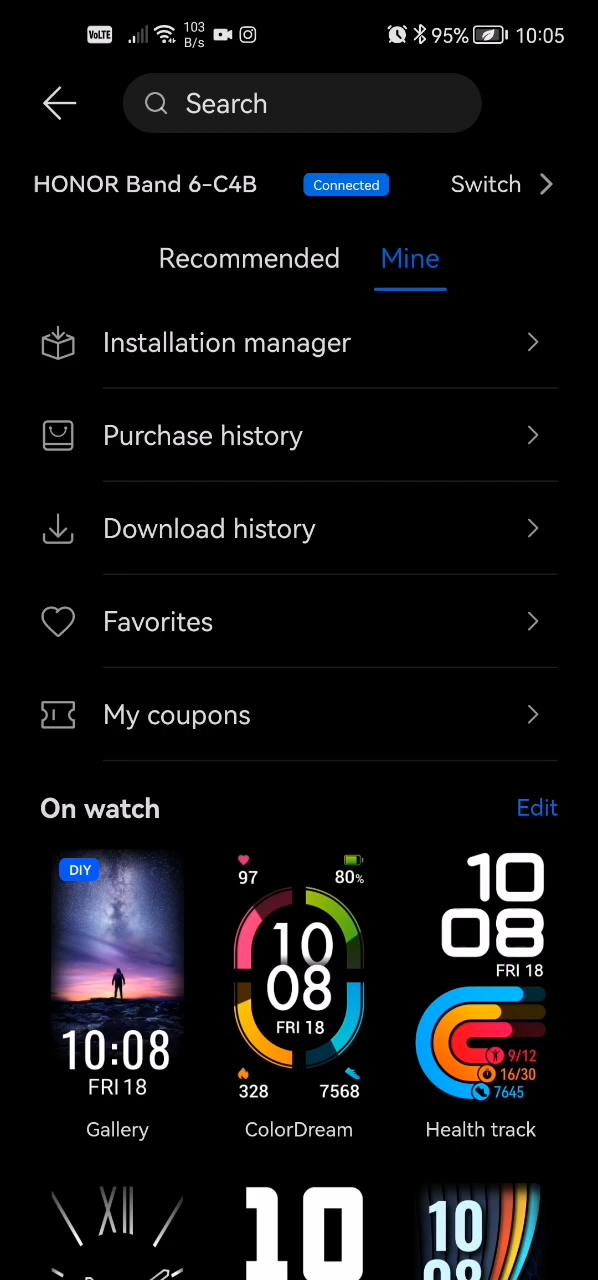 VoLTE 103 B/s 95% 10:05
Search
HONOR Band 6-C4B Connected Switch
Recommended Mine
Installation manager
Purchase history
Download history
Favorites
My coupons
On watch Edit
DIY
10:08
FRI 18
Gallery
97 80%
10
08
FRI 18
328 7568
ColorDream
10
08
FRI 18
9/12
16/30
7645
Health track
XII
10
10
08